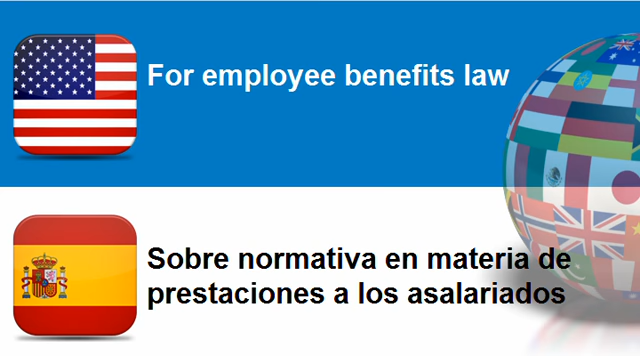 For employee benefits law
Sobre normativa en materia de
prestaciones a los asalariados